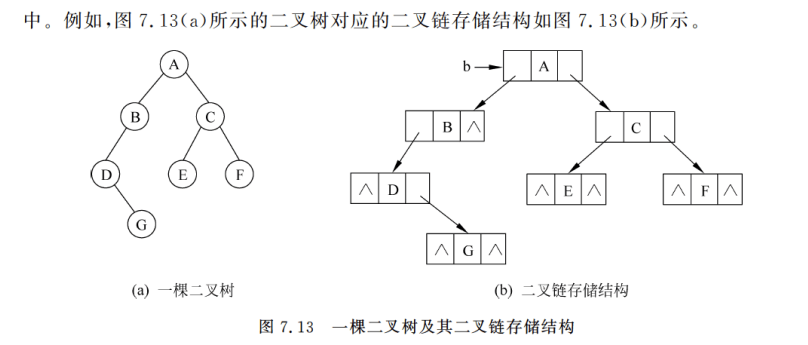 中。例如,图 7.13(a)所示的二叉树对应的二叉链存储结构如图 7.13(b)所示。
A
B C
D E F
G
b A
B ∧ C
∧ D ∧ E ∧ ∧ F ∧
∧ G ∧
(a) 一棵二叉树 (b) 二叉链存储结构
图 7.13 一棵二叉树及其二叉链存储结构